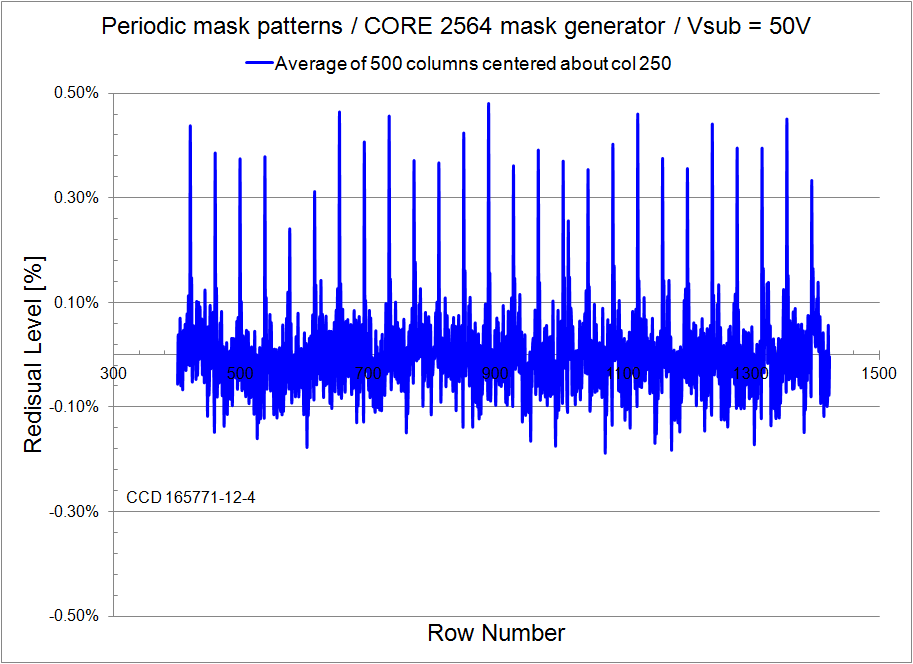 Periodic mask patterns / CORE 2564 mask generator / Vsub = 50V
Average of 500 columns centered about col 250
0.50%
0.30%
0.10%
300 500 700 900 1100 1300 1500
-0.10%
CCD 165771-12-4
-0.30%
-0.50%
Redisual Level [%]
Row Number